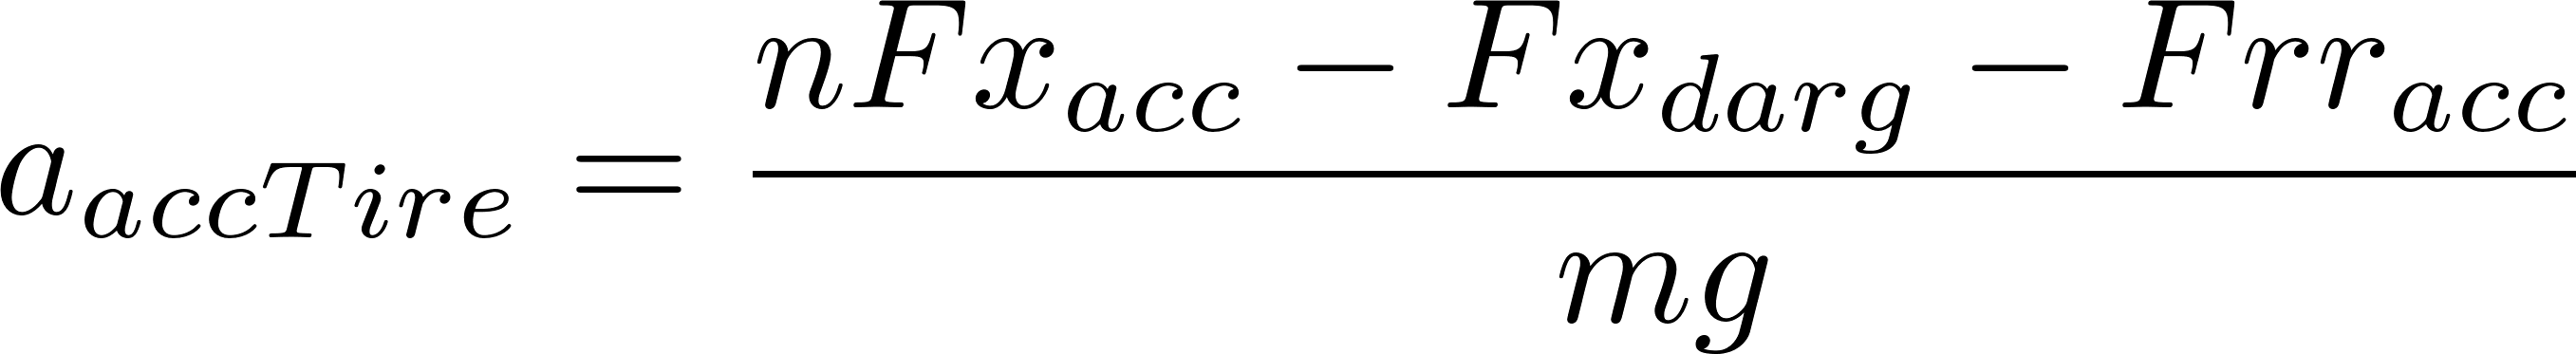 a_{accTire} = \frac{nFx_{acc} - Fx_{darg} - Frr_{acc}}{mg}